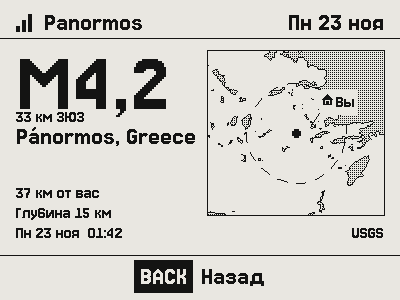 Panormos
Пн 23 ноя
M4,2
33 км ЗЮЗ
Pánormos, Greece
Вы
37 км от вас
Глубина 15 км
Пн 23 ноя 01:42
USGS
BACK Назад